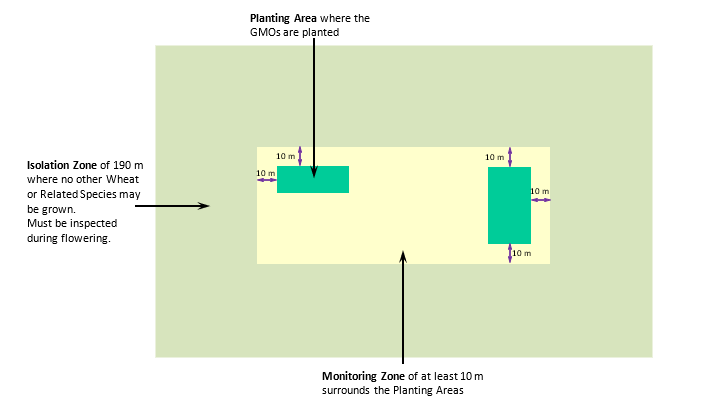 Planting Area where the
GMOs are planted
10 m
10 m
10 m
10 m
10 m
Isolation Zone of 190 m
where no other Wheat
or Related Species may
be grown.
Must be inspected
during flowering.
Monitoring Zone of at least 10 m
surrounds the Planting Areas